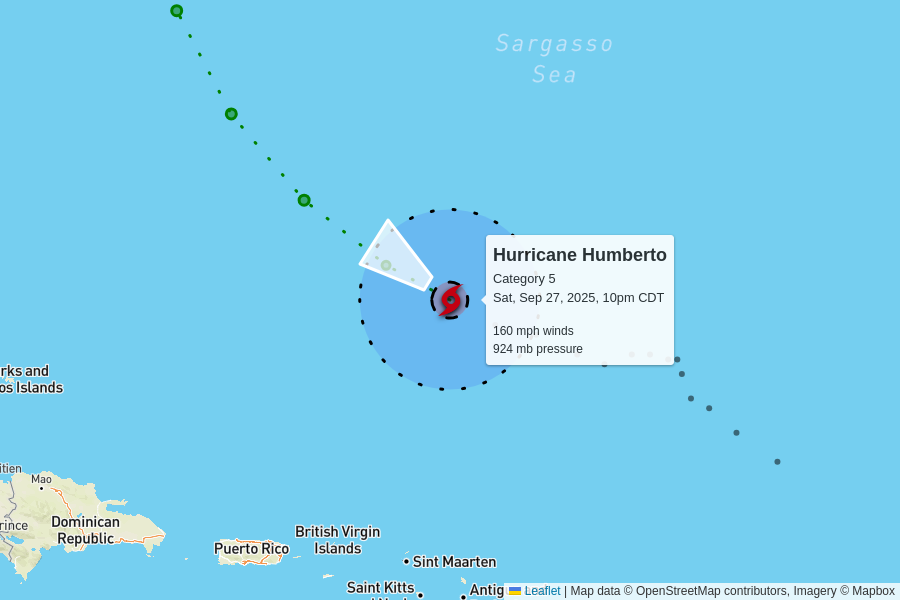 Sargasso
Sea
Hurricane Humberto
Category 5
Sat, Sep 27, 2025, 10pm CDT
160 mph winds
924 mb pressure
rks and
os Islands
itien
Mao
rince
Dominican
Republic
Puerto Rico
British Virgin
Islands
Sint Maarten
Saint Kitts
Antig
Leaflet | Map data © OpenStreetMap contributors, Imagery © Mapbox